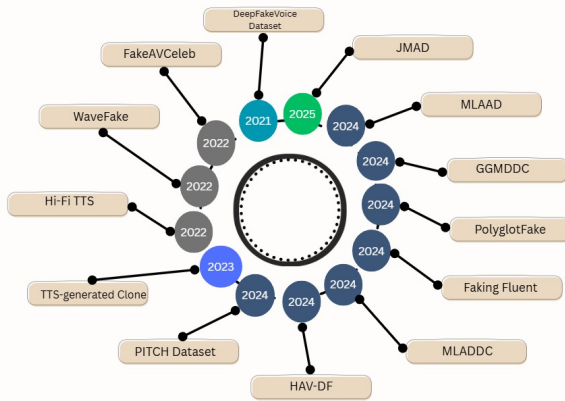 DeepFakeVoice
Dataset
FakeAVCeleb
JMAD
WaveFake
2021
2025
2024
MLAAD
2022
2024
GGMDDC
2022
Hi-Fi TTS
2024
PolyglotFake
2022
2024
Faking Fluent
2023
TTS-generated Clone
2024
2024
2024
PITCH Dataset
MLADDC
HAV-DF